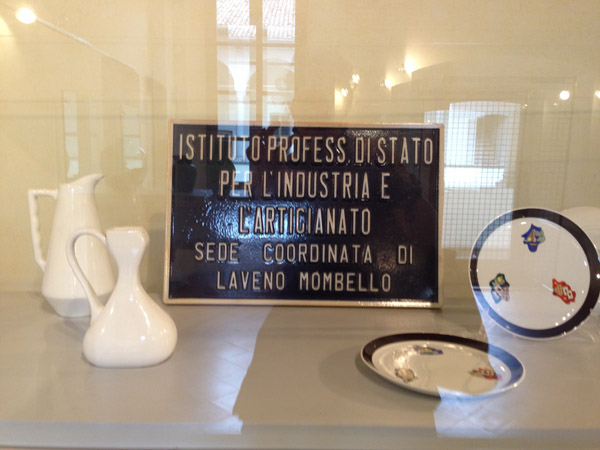 ISTITUTO PROFESS. DI STATO
PER L'INDUSTRIA E
L'ARTIGIANATO
SEDE COORDINATA DI
LAVENO MOMBELLO